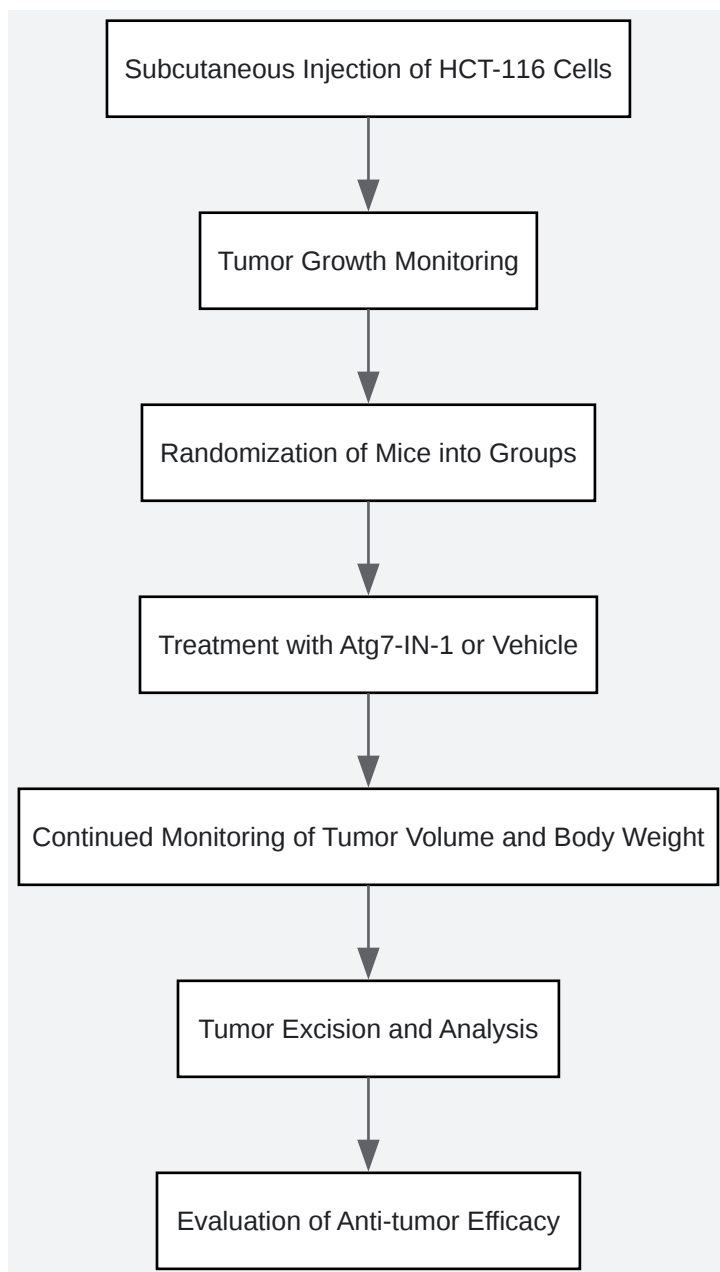 Subcutaneous Injection of HCT-116 Cells
Tumor Growth Monitoring
Randomization of Mice into Groups
Treatment with Atg7-IN-1 or Vehicle
Continued Monitoring of Tumor Volume and Body Weight
Tumor Excision and Analysis
Evaluation of Anti-tumor Efficacy